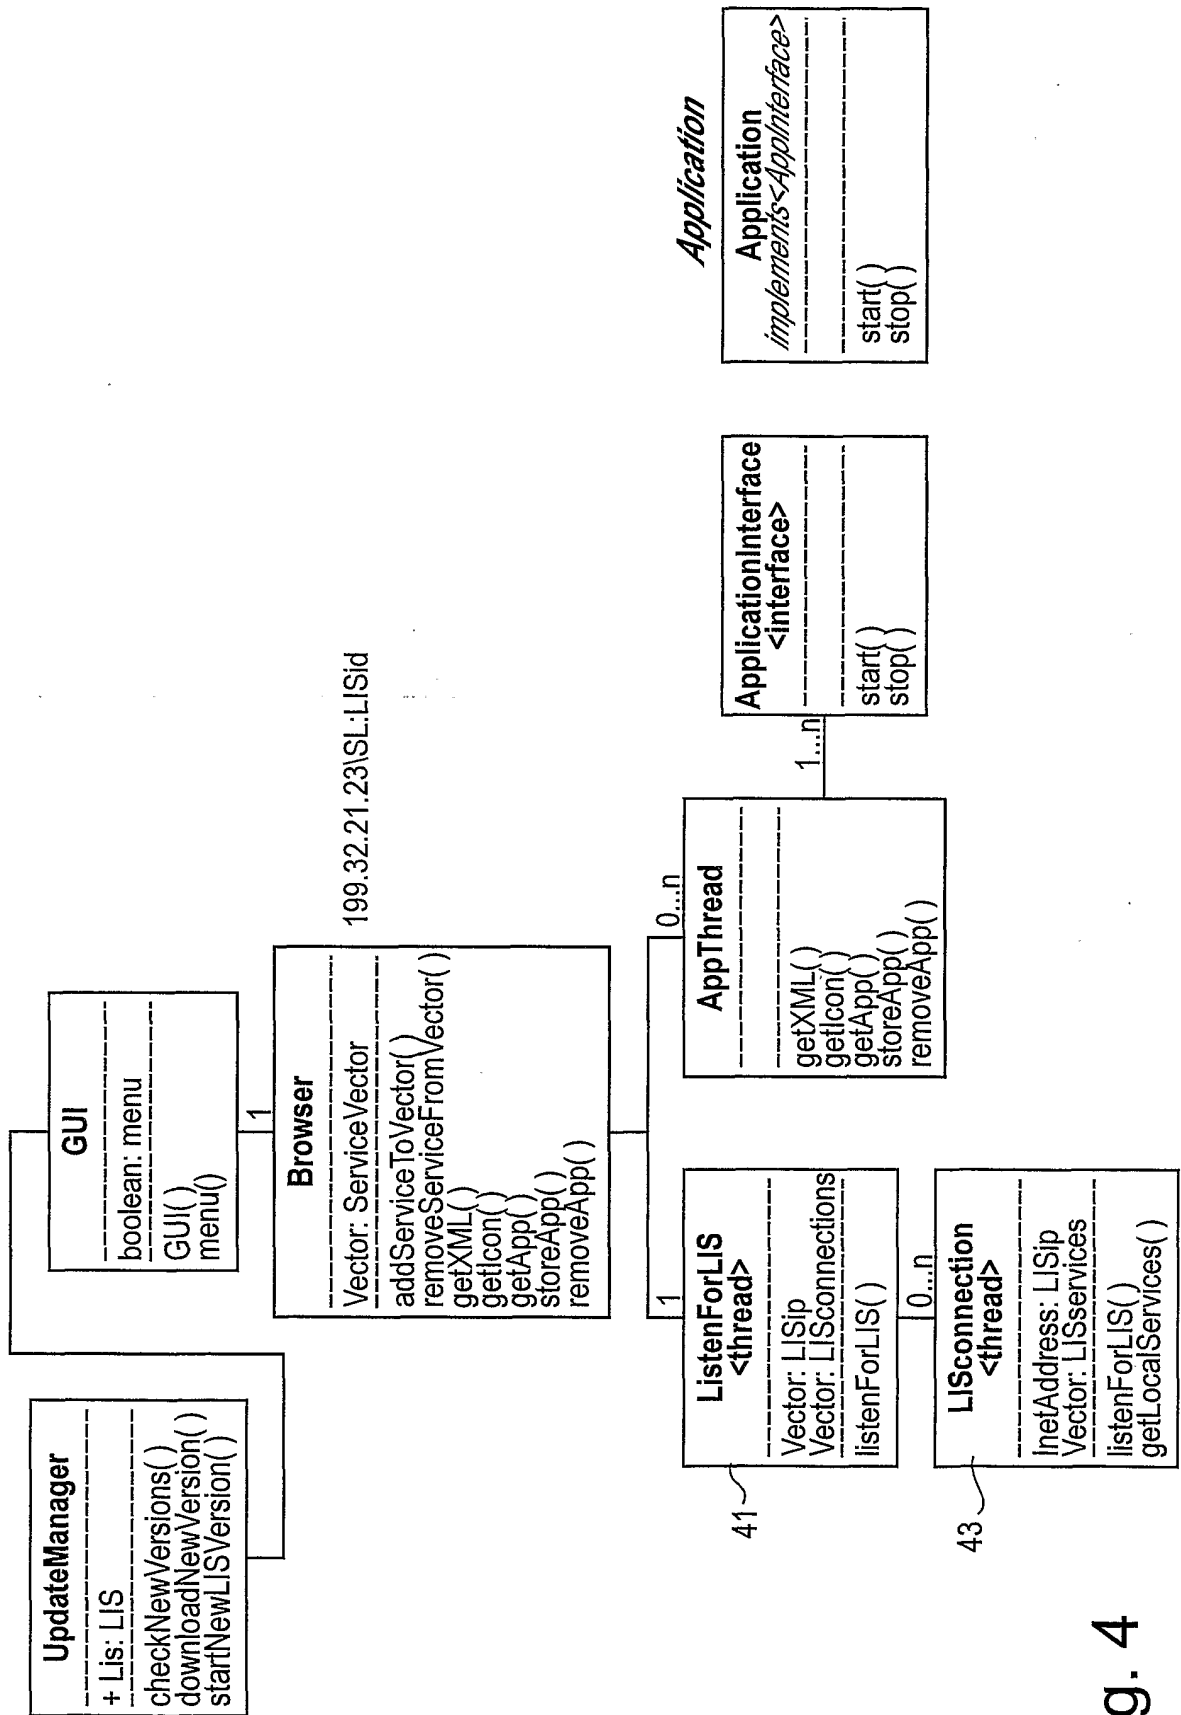 UpdateManager
+ Lis: LIS
checkNewVersions( )
downloadNewVersion( )
startNewLISVersion( )
GUI
boolean: menu
GUI()
menu()
1
Browser
Vector: ServiceVector
addServiceToVector( )
removeServiceFromVector( )
getXML( )
getIcon( )
getApp( )
storeApp( )
removeApp( )
199.32.21.23\SL:LISid
1
0...n
41
ListenForLIS
<thread>
Vector: LISip
Vector: LISconnections
listenForLIS( )
0...n
43
LISconnection
<thread>
InetAddress: LISip
Vector: LISservices
listenForLIS( )
getLocalServices( )
AppThread
getXML( )
getIcon( )
getApp( )
storeApp( )
removeApp( )
1...n
ApplicationInterface
<interface>
start( )
stop( )
Application
Application
implements<AppInterface>
start( )
stop( )
g. 4